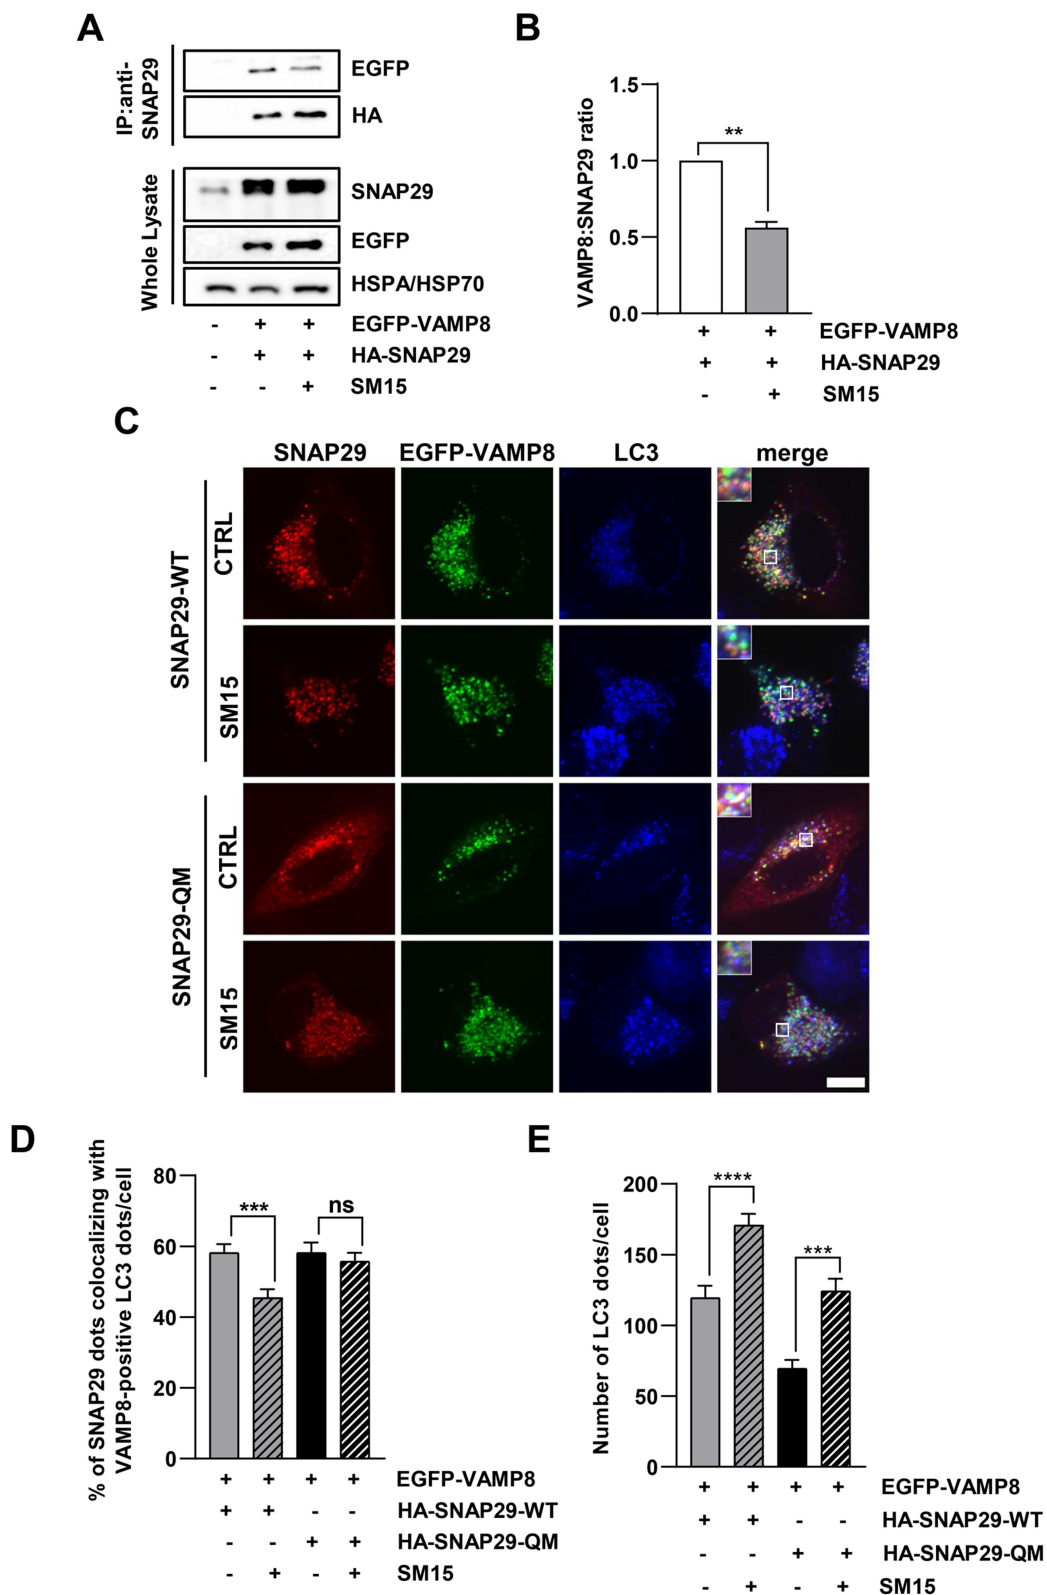 A
IP:anti-
SNAP29
EGFP
HA
Whole Lysate
SNAP29
EGFP
HSPA/HSP70
- + + EGFP-VAMP8
- + + HA-SNAP29
- - + SM15
B
VAMP8:SNAP29 ratio
1.5
1.0
0.5
0.0
**
+ + EGFP-VAMP8
+ + HA-SNAP29
- + SM15
C
SNAP29 EGFP-VAMP8 LC3 merge
SNAP29-WT
CTRL
SM15
SNAP29-QM
CTRL
SM15
D
% of SNAP29 dots colocalizing with
VAMP8-positive LC3 dots/cell
80
60
40
20
0
*** ns
+ + + + EGFP-VAMP8
+ + - - HA-SNAP29-WT
- - + + HA-SNAP29-QM
- + - + SM15
E
Number of LC3 dots/cell
200
150
100
50
0
**** ***
+ + + + EGFP-VAMP8
+ + - - HA-SNAP29-WT
- - + + HA-SNAP29-QM
- + - + SM15